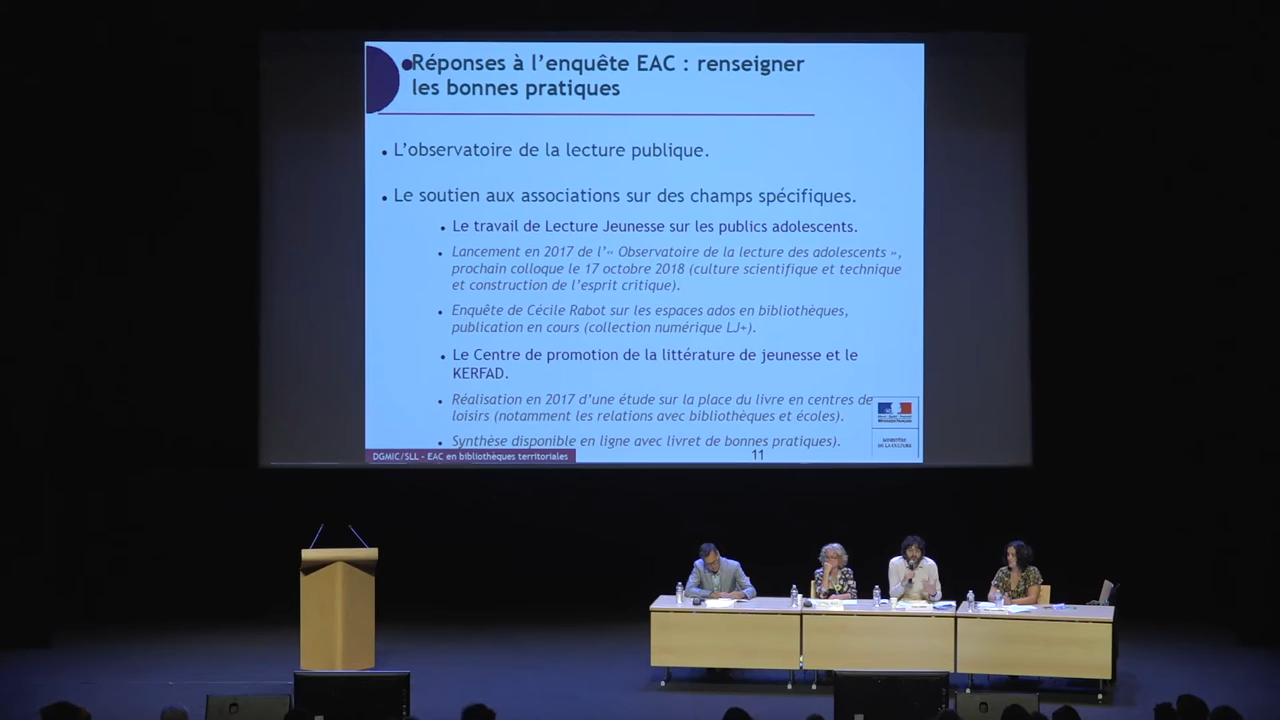 Réponses à l'enquête EAC : renseigner
les bonnes pratiques
L'observatoire de la lecture publique.
Le soutien aux associations sur des champs spécifiques.
Le travail de Lecture Jeunesse sur les publics adolescents.
Lancement en 2017 de l'« Observatoire de la lecture des adolescents »,
prochain colloque le 17 octobre 2018 (culture scientifique et technique
et construction de l'esprit critique).
Enquête de Cécile Rabot sur les espaces ados en bibliothèques,
publication en cours (collection numérique LJ+).
Le Centre de promotion de la littérature de jeunesse et le
KERFAD.
Réalisation en 2017 d'une étude sur la place du livre en centres de
loisirs (notamment les relations avec bibliothèques et écoles).
Synthèse disponible en ligne avec livret de bonnes pratiques).
MINISTÈRE
DE LA CULTURE
DGMIC/SLL - EAC en bibliothèques territoriales
11